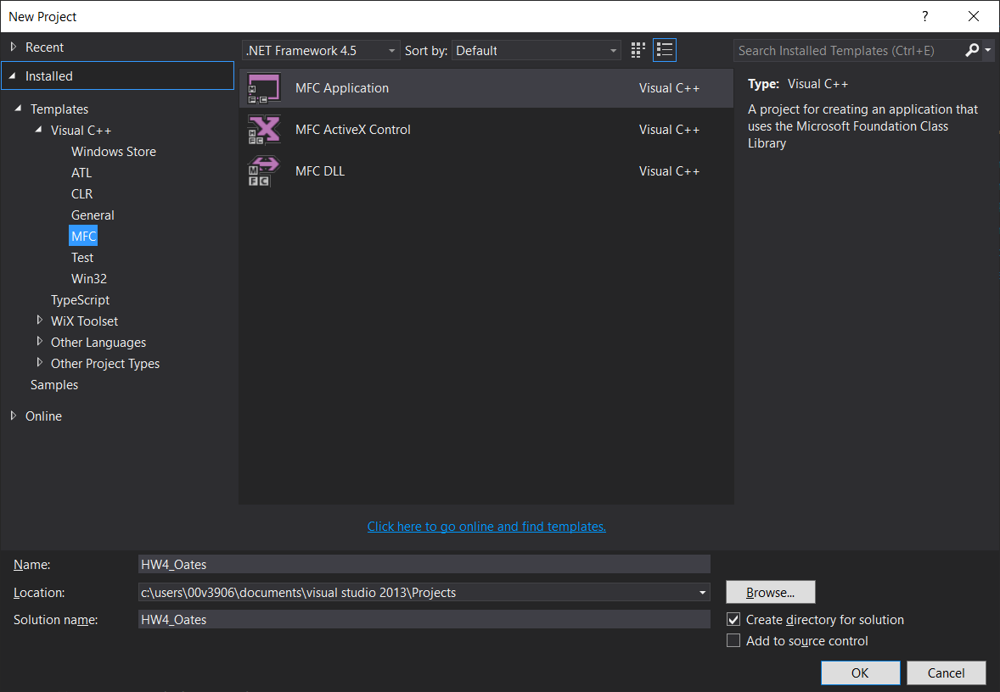 New Project
?
Recent
Installed
Templates
Visual C++
Windows Store
ATL
CLR
General
MFC
Test
Win32
TypeScript
WiX Toolset
Other Languages
Other Project Types
Samples
Online
.NET Framework 4.5 Sort by: Default
MFC Application Visual C++
MFC ActiveX Control Visual C++
MFC DLL Visual C++
Click here to go online and find templates.
Search Installed Templates (Ctrl+E)
Type: Visual C++
A project for creating an application that
uses the Microsoft Foundation Class
Library
Name: HW4_Oates
Location: c:\users\00v3906\documents\visual studio 2013\Projects
Browse...
Solution name: HW4_Oates
Create directory for solution
Add to source control
OK Cancel